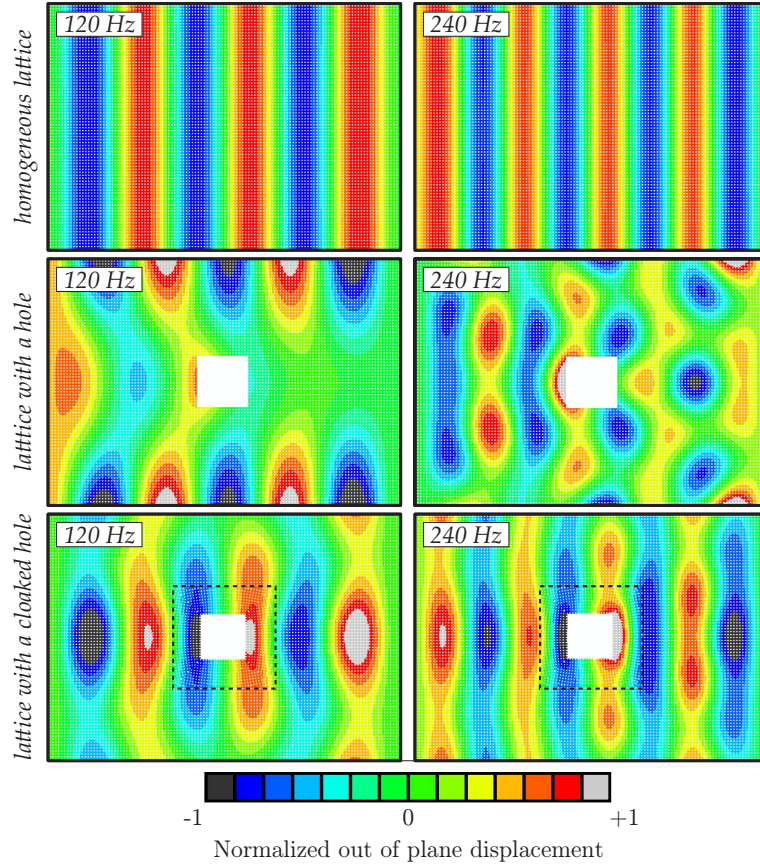 120 Hz
240 Hz
homogeneous lattice
120 Hz
240 Hz
latttice with a hole
120 Hz
240 Hz
lattice with a cloaked hole
-1
0
+1
Normalized out of plane displacement